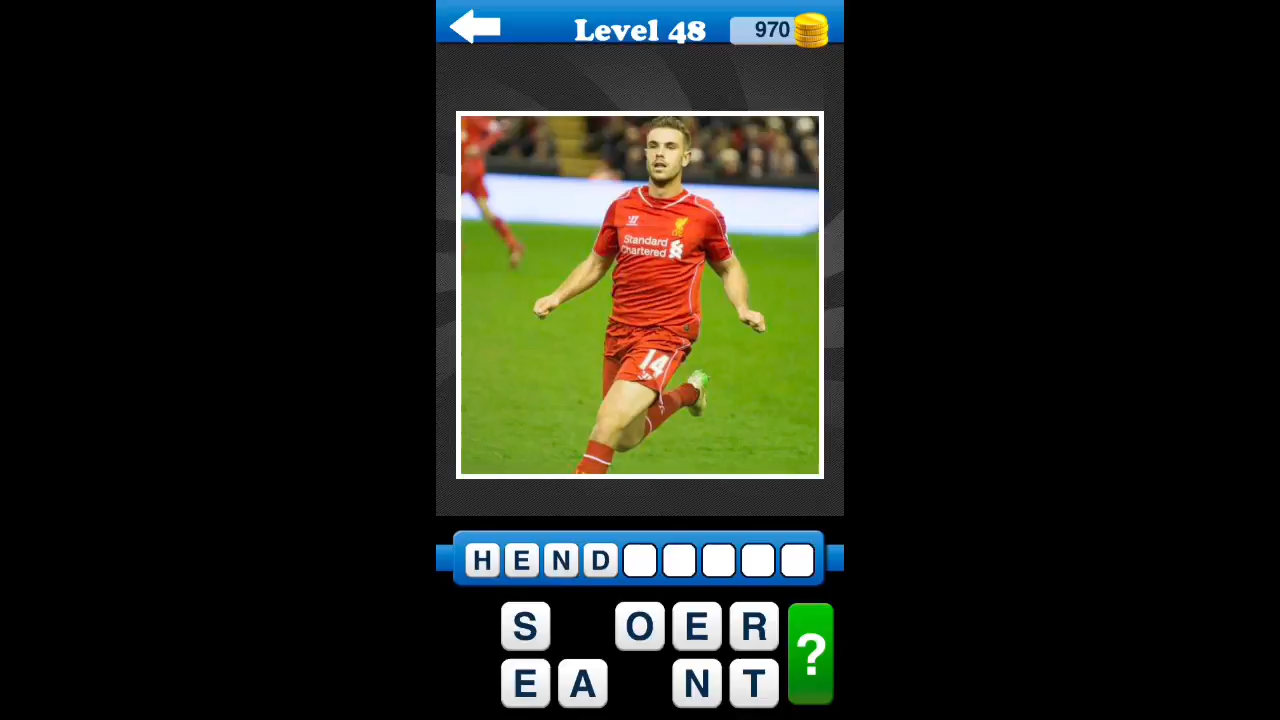 Level 48
970
Standard
Chartered
14
H E N D
S O E R
E A N T
?